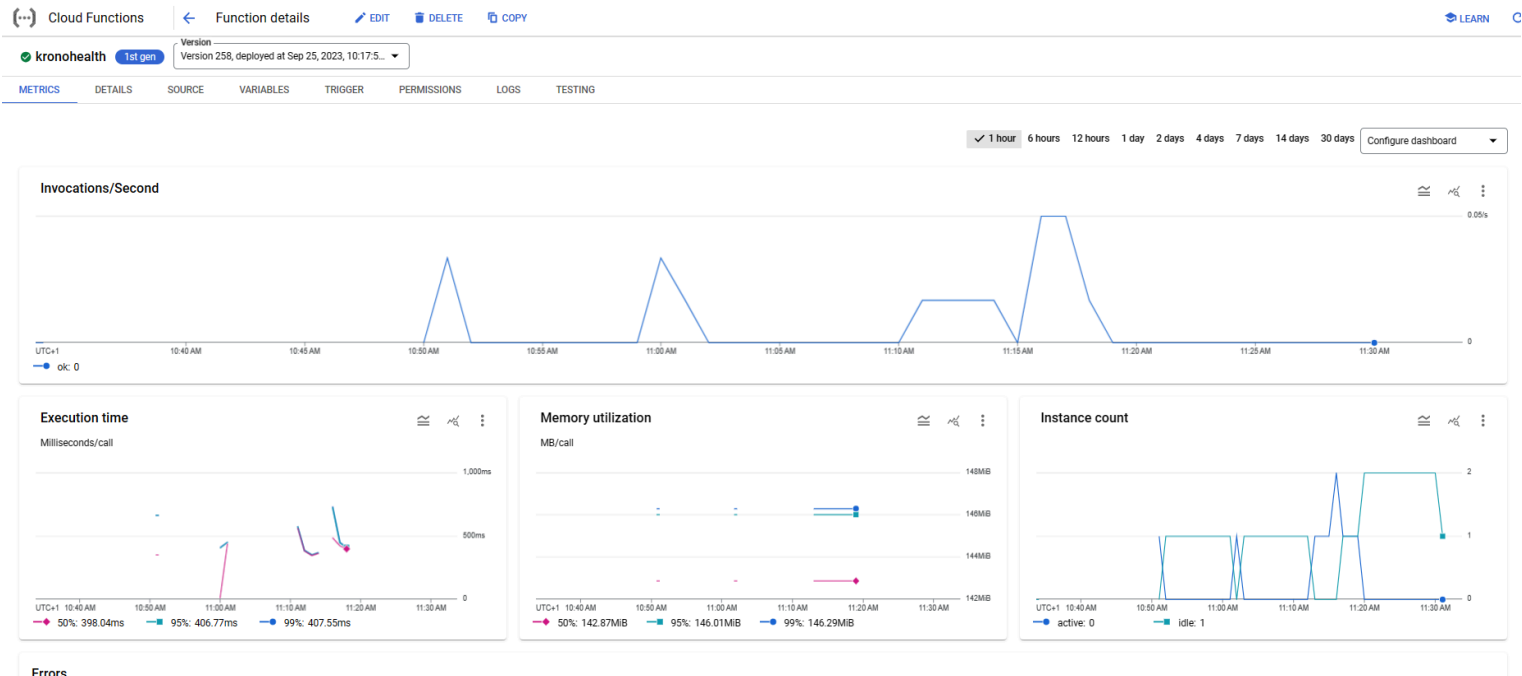 Cloud Functions
Function details
EDIT
DELETE
COPY
LEARN
kronohealth
1st gen
Version
Version 258, deployed at Sep 25, 2023, 10:17:5...
METRICS
DETAILS
SOURCE
VARIABLES
TRIGGER
PERMISSIONS
LOGS
TESTING
1 hour
6 hours
12 hours
1 day
2 days
4 days
7 days
14 days
30 days
Configure dashboard
Invocations/Second
0.05/s
0
UTC+1
10:40 AM
10:45 AM
10:50 AM
10:55 AM
11:00 AM
11:05 AM
11:10 AM
11:15 AM
11:20 AM
11:25 AM
11:30 AM
ok: 0
Execution time
Milliseconds/call
1,000ms
500ms
0
UTC+1
10:40 AM
10:50 AM
11:00 AM
11:10 AM
11:20 AM
11:30 AM
50%: 398.04ms
95%: 406.77ms
99%: 407.55ms
Memory utilization
MB/call
148MiB
146MiB
144MiB
142MiB
UTC+1
10:40 AM
10:50 AM
11:00 AM
11:10 AM
11:20 AM
11:30 AM
50%: 142.87MiB
95%: 146.01MiB
99%: 146.29MiB
Instance count
2
1
0
UTC+1
10:40 AM
10:50 AM
11:00 AM
11:10 AM
11:20 AM
11:30 AM
active: 0
idle: 1
Errors